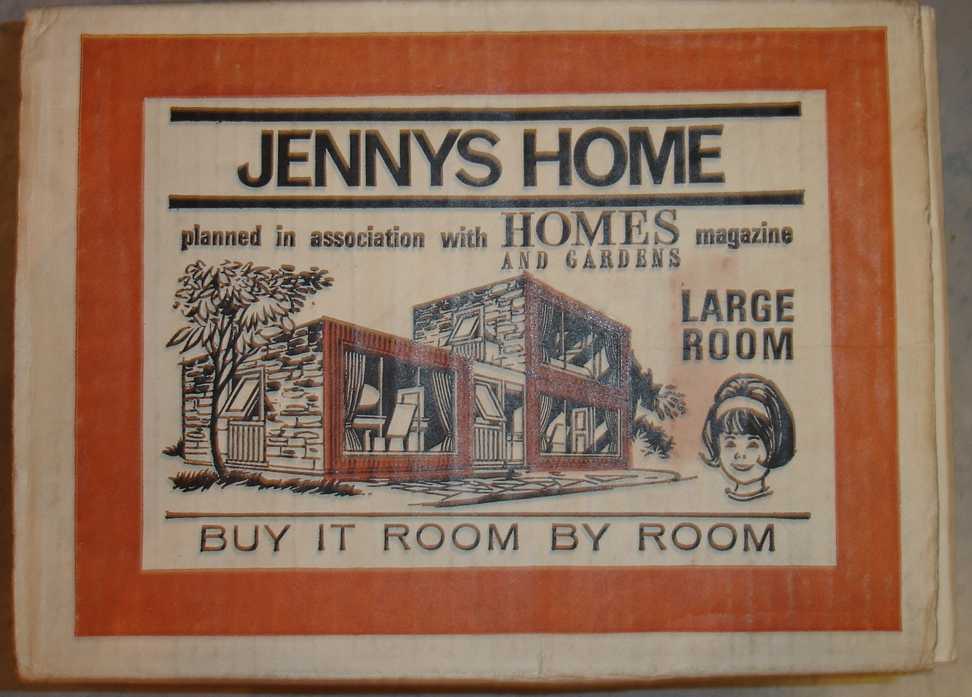 JENNYS HOME
planned in association with HOMES AND GARDENS magazine
LARGE
ROOM
BUY IT ROOM BY ROOM